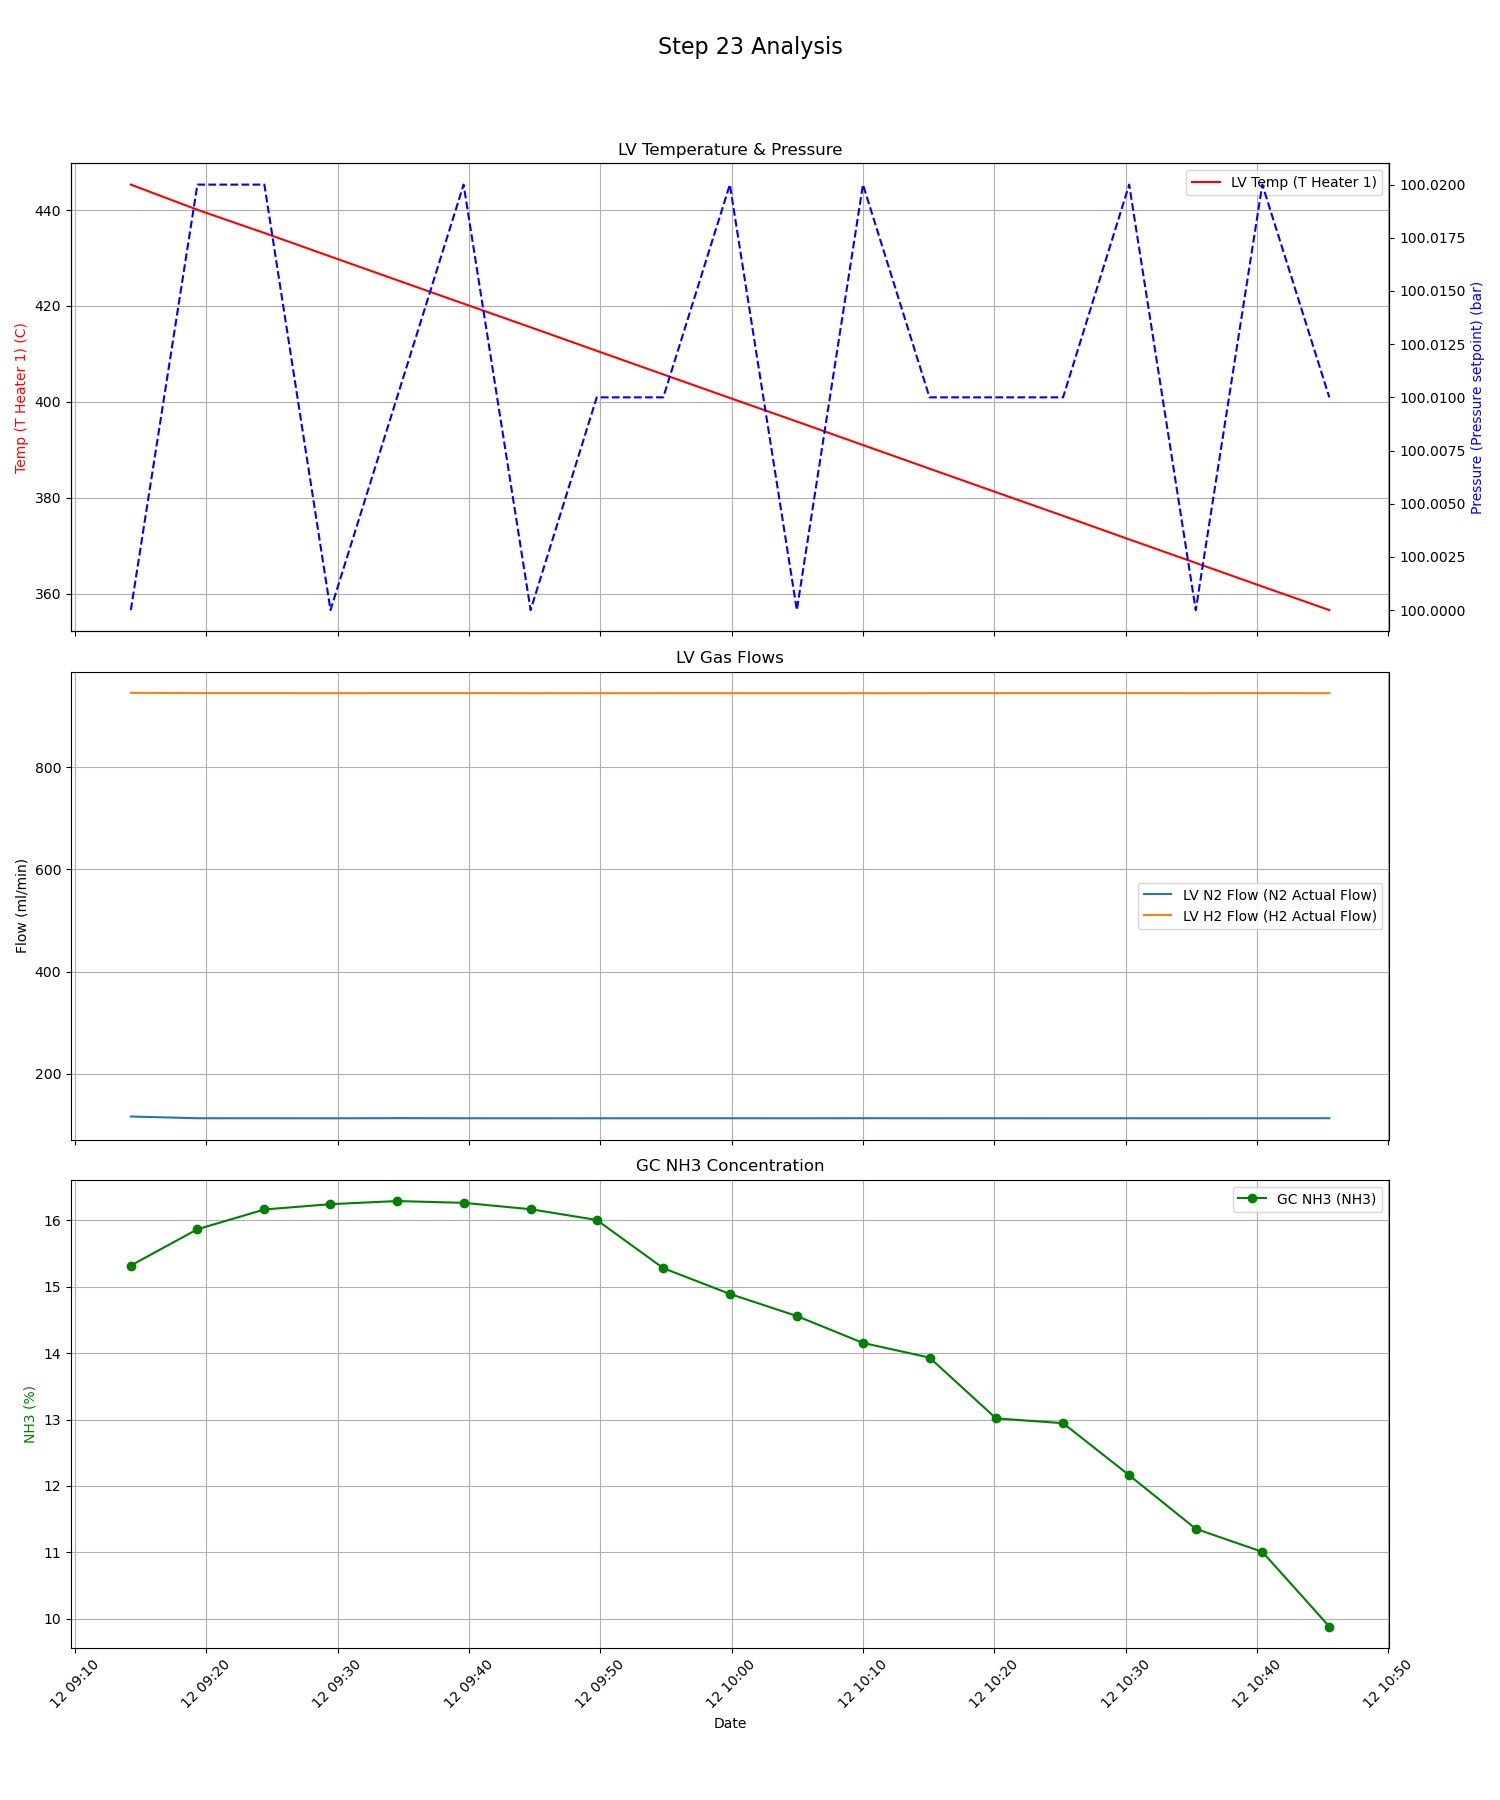 Step 23 Analysis
LV Temperature & Pressure
LV Temp (T Heater 1)
Temp (T Heater 1) (C)
440
420
400
380
360
Pressure (Pressure setpoint) (bar)
100.0200
100.0175
100.0150
100.0125
100.0100
100.0075
100.0050
100.0025
100.0000
LV Gas Flows
Flow (ml/min)
800
600
400
200
LV N2 Flow (N2 Actual Flow)
LV H2 Flow (H2 Actual Flow)
GC NH3 Concentration
GC NH3 (NH3)
NH3 (%)
16
15
14
13
12
11
10
12 09:10
12 09:20
12 09:30
12 09:40
12 09:50
12 10:00
12 10:10
12 10:20
12 10:30
12 10:40
12 10:50
Date